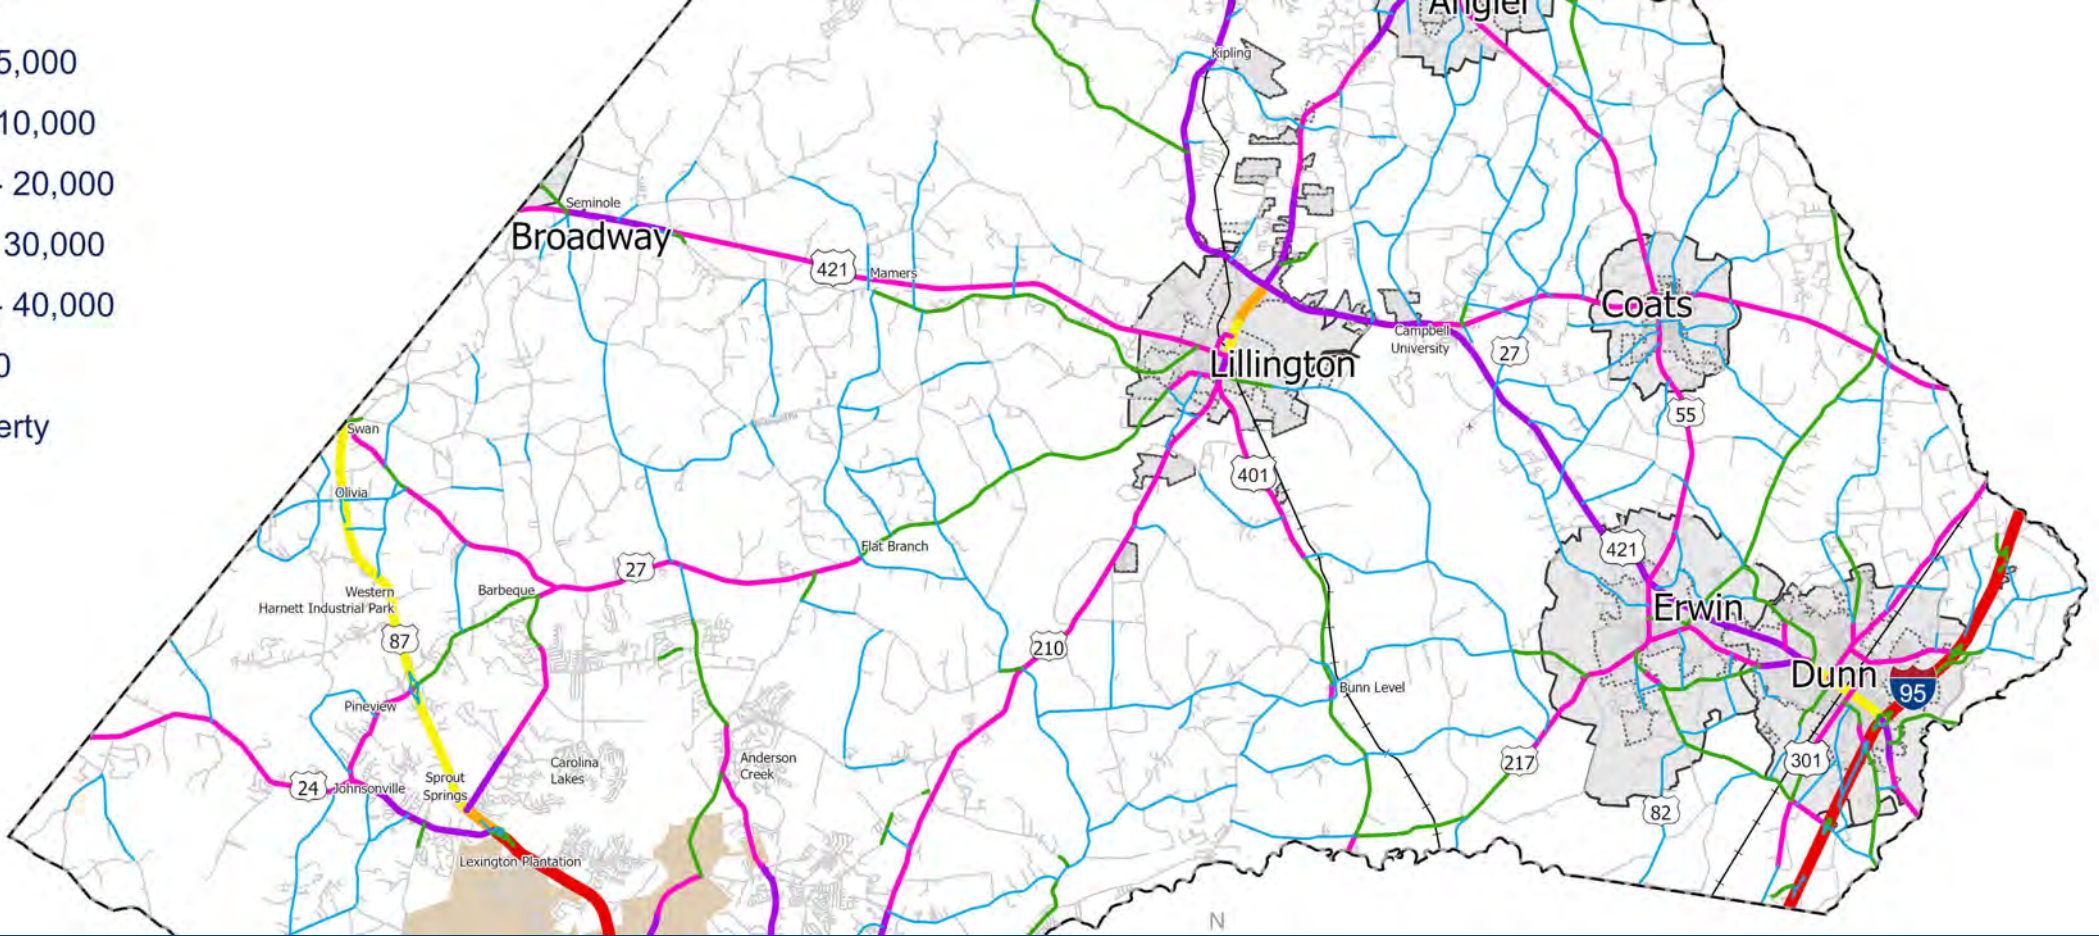 5,000
10,000
- 20,000
30,000
- 40,000
0
erty
Angier
Kipling
Seminole
Broadway
421
Mamers
Coats
Campbell
University
27
Lillington
55
Swan
401
Olivia
421
Flat Branch
27
Western
Harnett Industrial Park
Barbeque
Erwin
87
210
Dunn
95
Bunn Level
Pineview
Anderson
Creek
Carolina
Lakes
217
301
Sprout
Springs
24
Johnsonville
82
Lexington Plantation
N